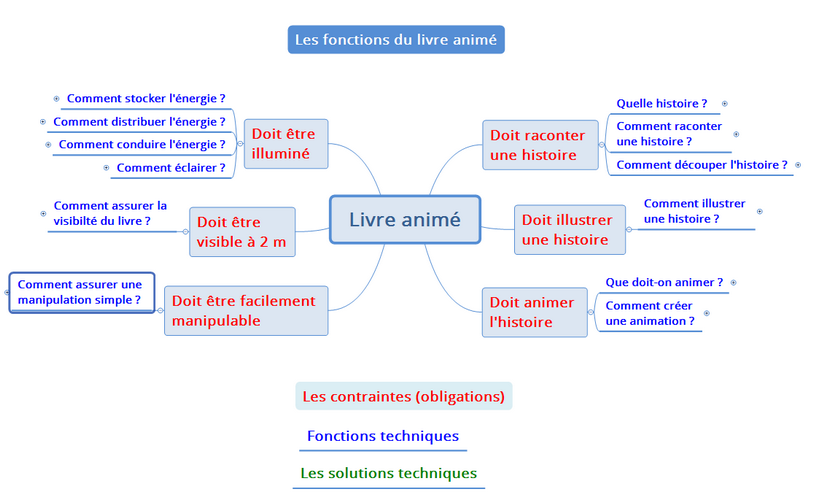 Les fonctions du livre animé
Comment stocker l'énergie ?
Comment distribuer l'énergie ?
Comment conduire l'énergie ?
Comment éclairer ?
Doit être
illuminé
Comment assurer la
visibilté du livre ?
Doit être
visible à 2 m
Comment assurer une
manipulation simple ?
Doit être facilement
manipulable
Livre animé
Doit raconter
une histoire
Quelle histoire ?
Comment raconter
une histoire ?
Comment découper l'histoire ?
Doit illustrer
une histoire
Comment illustrer
une histoire ?
Doit animer
l'histoire
Que doit-on animer ?
Comment créer
une animation ?
Les contraintes (obligations)
Fonctions techniques
Les solutions techniques